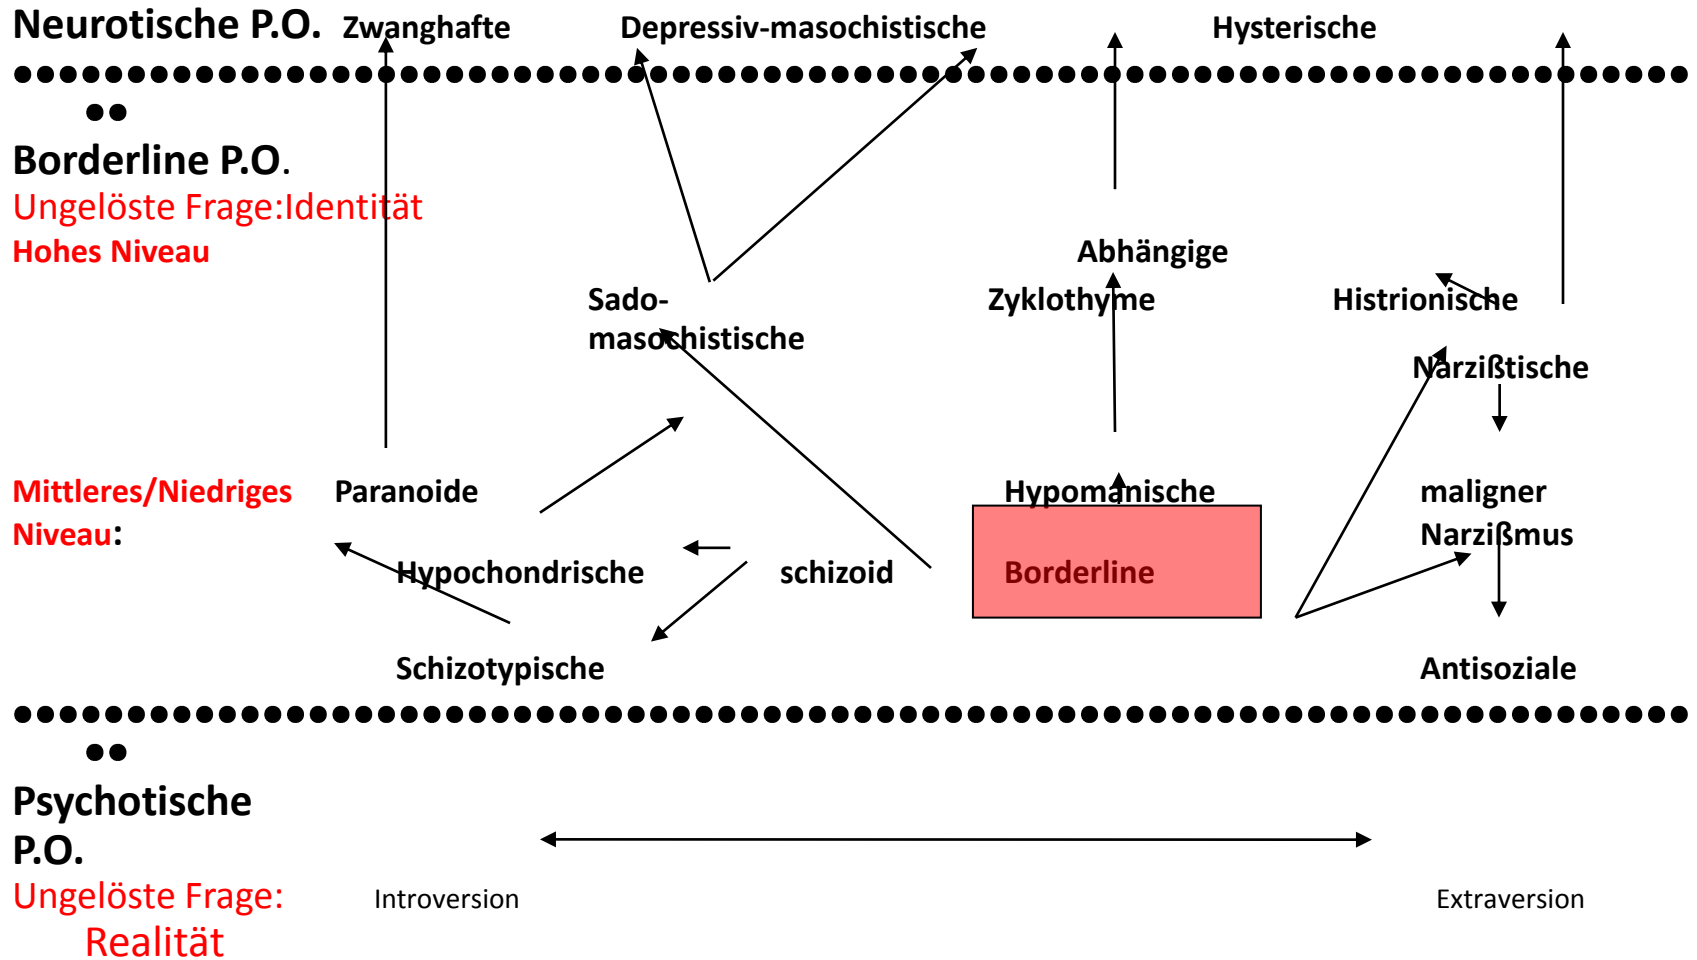 Neurotische P.O. Zwanghafte Depressiv-masochistische Hysterische
Borderline P.O.
Ungelöste Frage:Identität
Hohes Niveau
Abhängige
Sado-
masochistische
Zyklothyme
Histrionische
Narzißtische
Mittleres/Niedriges
Niveau:
Paranoide
Hypomanische
maligner
Narzißmus
Hypochondrische
schizoid
Borderline
Schizotypische
Antisoziale
Psychotische
P.O.
Ungelöste Frage:
Realität
Introversion
Extraversion